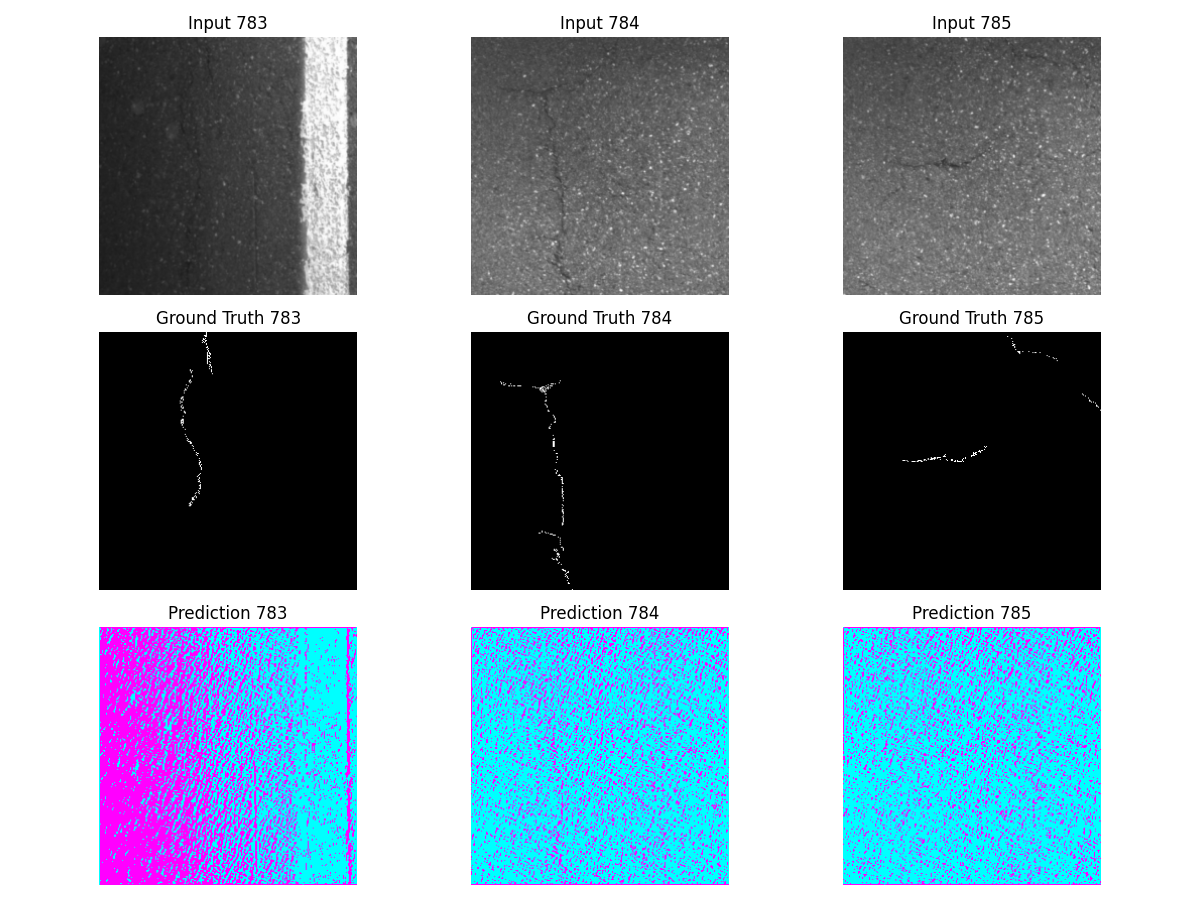 Input 783
Input 784
Input 785
Ground Truth 783
Ground Truth 784
Ground Truth 785
Prediction 783
Prediction 784
Prediction 785